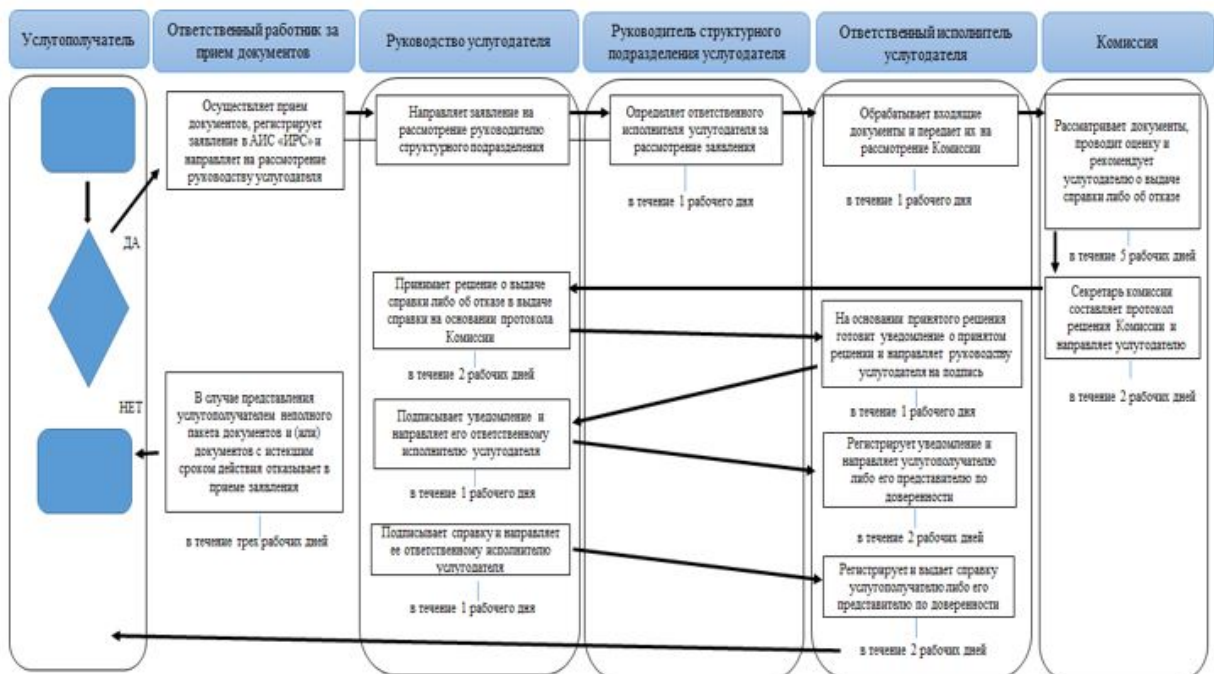 Услугополучатель
Ответственный работник за
прием документов
Руководство услугодателя
Руководитель структурного
подразделения услугодателя
Ответственный исполнитель
услугодателя
Комиссия
Осуществляет прием
документов, регистрирует
заявление в АИС «ИРС» и
направляет на рассмотрение
руководству услугодателя
Направляет заявление на
рассмотрение руководителю
структурного подразделения
Определяет ответственного
исполнителя услугодателя за
рассмотрение заявления
в течение 1 рабочего дня
Обрабатывает входящие
документы и передает их на
рассмотрение Комиссии
в течение 1 рабочего дня
Рассматривает документы,
проводит оценку и
рекомендует
услугодателю о выдаче
справки либо об отказе
в течение 5 рабочих дней
ДА
Принимает решение о выдаче
справки либо об отказе в выдаче
справки на основании протокола
Комиссии
в течение 2 рабочих дней
На основании принятого решения
готовит уведомление о принятом
решении и направляет руководству
услугодателя на подпись
в течение 1 рабочего дня
Секретарь комиссии
составляет протокол
решения Комиссии и
направляет услугодателю
в течение 2 рабочих дней
НЕТ
В случае представления
услугополучателем неполного
пакета документов и (или)
документов с истекшим
сроком действия отказывает в
приеме заявления
в течение трех рабочих дней
Подписывает уведомление и
направляет его ответственному
исполнителю услугодателя
в течение 1 рабочего дня
Регистрирует уведомление и
направляет услугополучателю
либо его представителю по
доверенности
в течение 2 рабочих дней
Подписывает справку и направляет
ее ответственному исполнителю
услугодателя
в течение 1 рабочего дня
Регистрирует и выдает справку
услугополучателю либо его
представителю по доверенности
в течение 2 рабочих дней